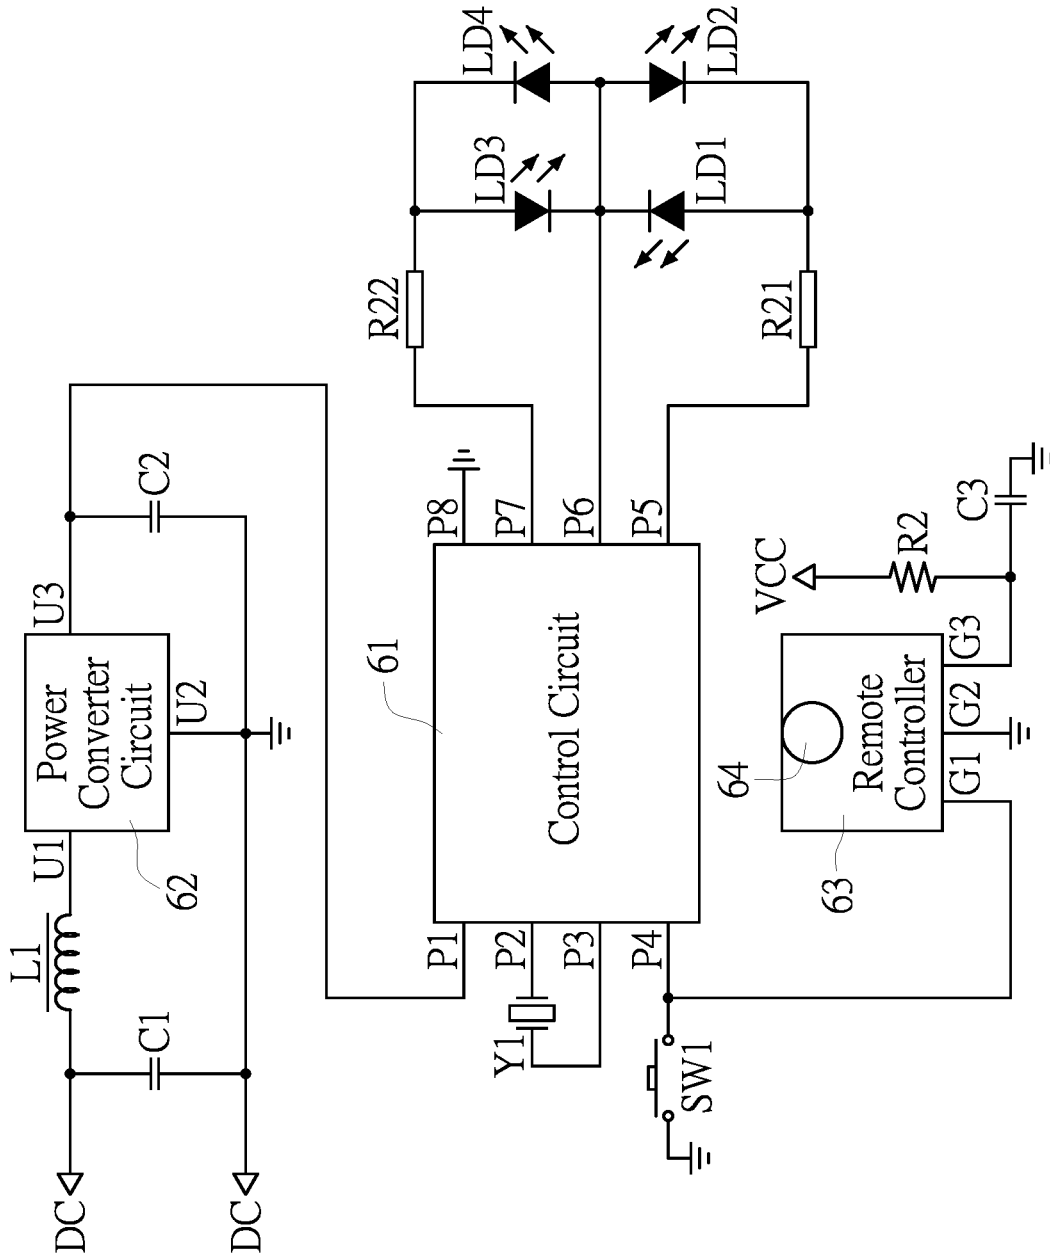 DC
DC
C1
L1
U1
Power
Converter
Circuit
U2
U3
62
C2
61
Control Circuit
P1
P2
P3
P4
P8
P7
P6
P5
Y1
SW1
R22
R21
LD3
LD4
LD1
LD2
64
63
Remote
Controller
G1
G2
G3
VCC
R2
C3